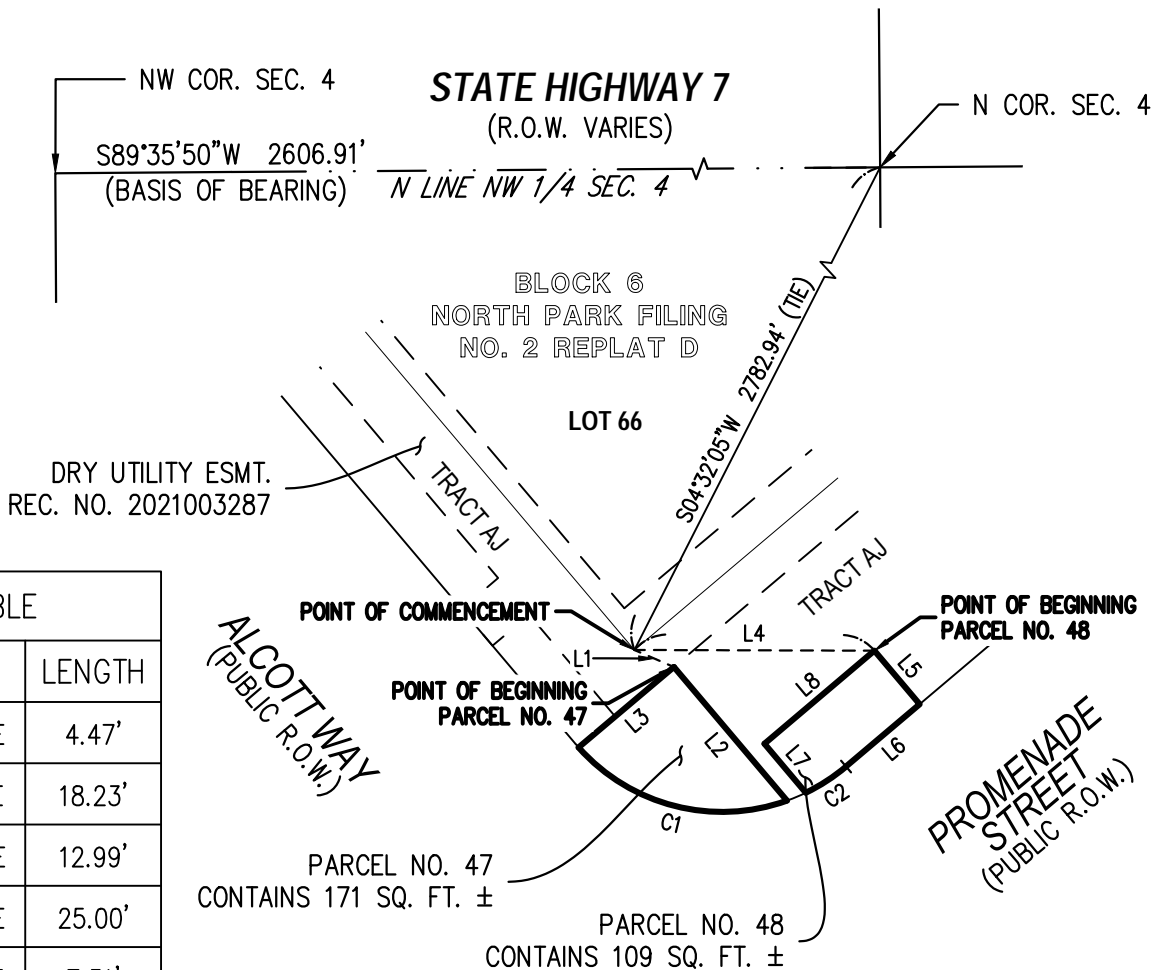 NW COR. SEC. 4
STATE HIGHWAY 7
(R.O.W. VARIES)
N COR. SEC. 4
S89°35'50"W 2606.91'
(BASIS OF BEARING)
N LINE NW 1/4 SEC. 4
BLOCK 6
NORTH PARK FILING
NO. 2 REPLAT D
LOT 66
S04°32'05"W 2782.94' (TIE)
DRY UTILITY ESMT.
REC. NO. 2021003287
TRACT AJ
TRACT AJ
POINT OF COMMENCEMENT
POINT OF BEGINNING
PARCEL NO. 48
L4
L1
L5
L8
ALCOTT WAY
(PUBLIC R.O.W.)
POINT OF BEGINNING
PARCEL NO. 47
L3
L2
L7
L6
C2
C1
PROMENADE
STREET
(PUBLIC R.O.W.)
PARCEL NO. 47
CONTAINS 171 SQ. FT. ±
PARCEL NO. 48
CONTAINS 109 SQ. FT. ±
BLE
LENGTH
E 4.47'
E 18.23'
E 12.99'
E 25.00'